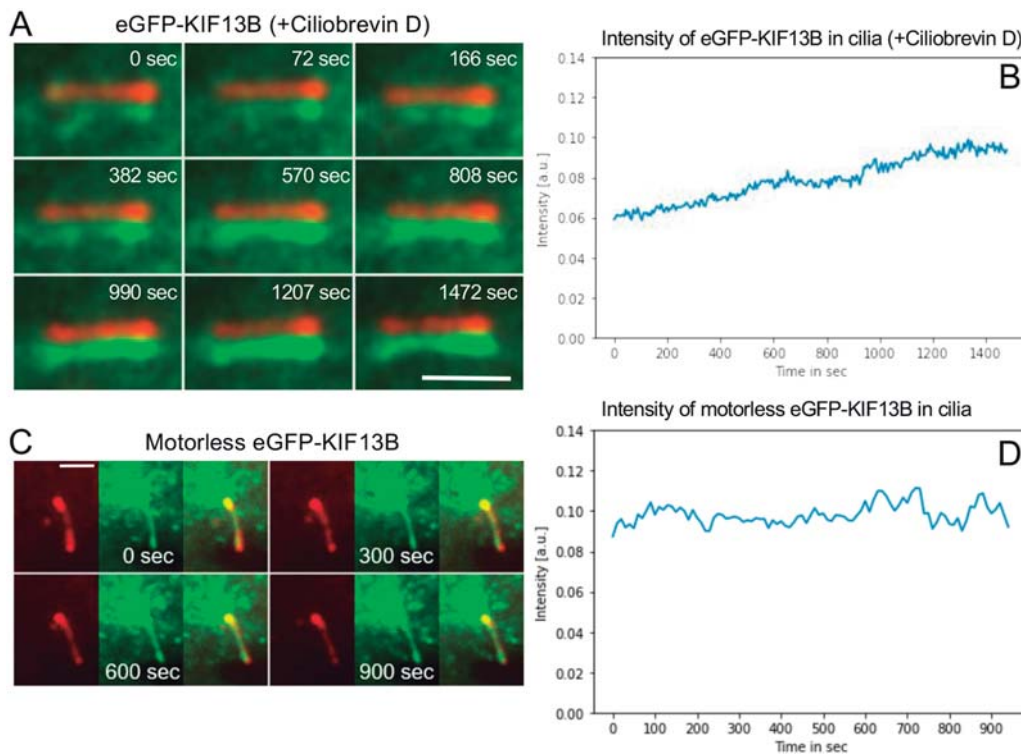 A
eGFP-KIF13B (+Ciliobrevin D)
0 sec
72 sec
166 sec
382 sec
570 sec
808 sec
990 sec
1207 sec
1472 sec
Intensity of eGFP-KIF13B in cilia (+Ciliobrevin D)
B
0.14
0.12
0.10
0.08
0.06
0.04
0.02
0.00
Intensity [a.u.]
0 200 400 600 800 1000 1200 1400
Time in sec
C
Motorless eGFP-KIF13B
0 sec
300 sec
600 sec
900 sec
Intensity of motorless eGFP-KIF13B in cilia
D
0.14
0.12
0.10
0.08
0.06
0.04
0.02
0.00
Intensity [a.u.]
0 100 200 300 400 500 600 700 800 900
Time in sec